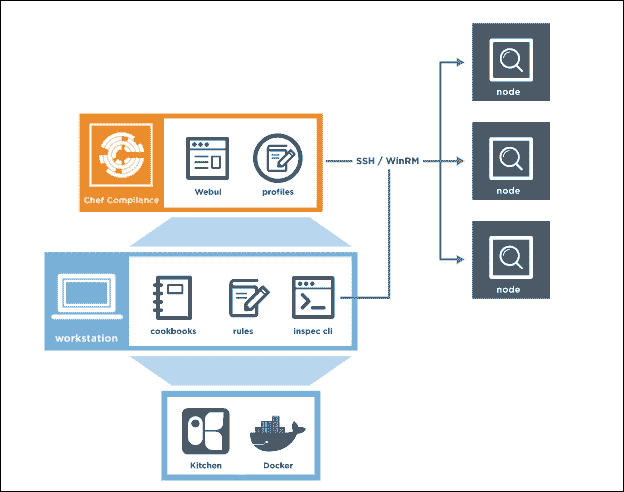 node
SSH / WinRM
Chef Compliance
WebuI
profiles
node
workstation
cookbooks
rules
inspec cli
node
Kitchen
Docker